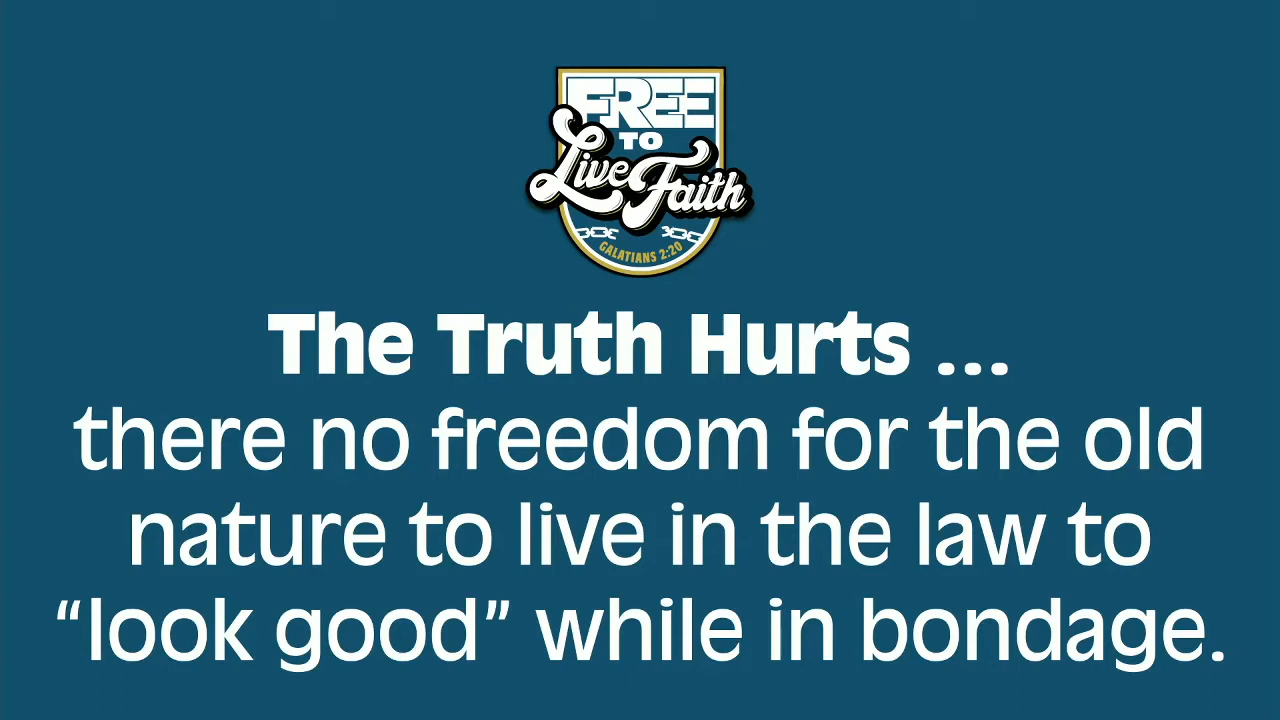 FREE
TO
Live Faith
GALATIANS 2:20
The Truth Hurts ...
there no freedom for the old
nature to live in the law to
“look good” while in bondage.